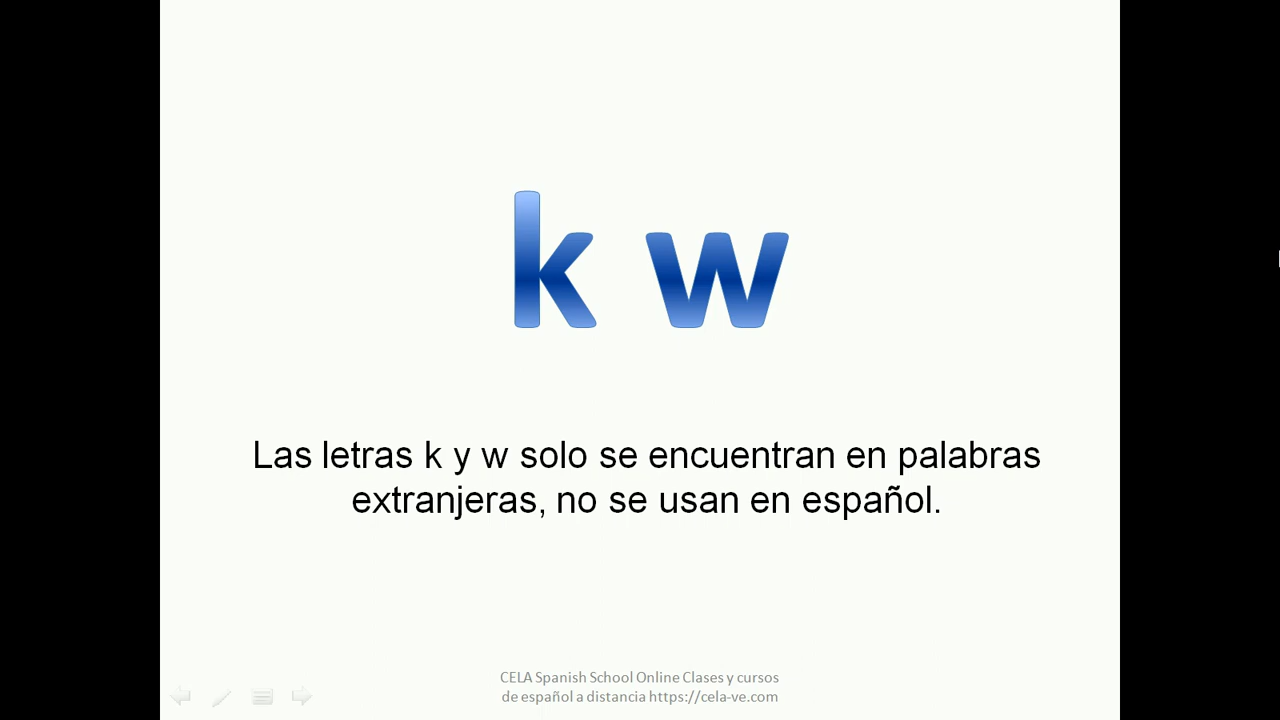 k w
Las letras k y w solo se encuentran en palabras
extranjeras, no se usan en español.
CELA Spanish School Online Clases y cursos
de español a distancia https://cela-ve.com